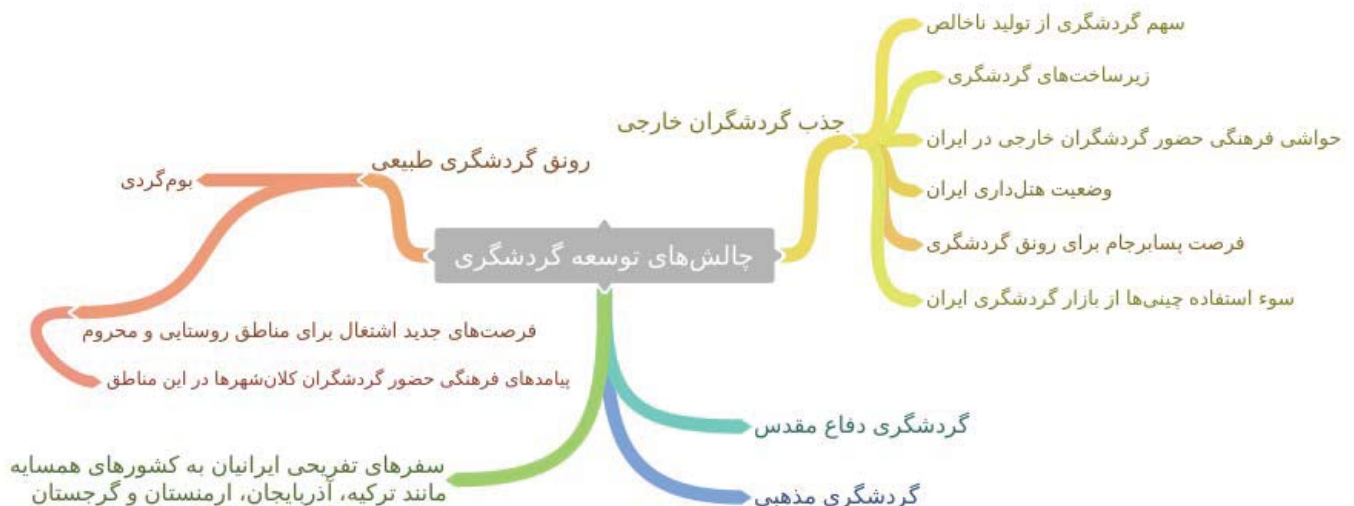 چالش‌های توسعه گردشگری
جذب گردشگران خارجی
سهم گردشگری از تولید ناخالص
زیرساخت‌های گردشگری
حواشی فرهنگی حضور گردشگران خارجی در ایران
وضعیت هتل‌داری ایران
فرصت پسابرجام برای رونق گردشگری
سوء استفاده چینی‌ها از بازار گردشگری ایران
گردشگری دفاع مقدس
گردشگری مذهبی
سفرهای تفریحی ایرانیان به کشورهای همسایه
مانند ترکیه، آذربایجان، ارمنستان و گرجستان
رونق گردشگری طبیعی
بوم‌گردی
فرصت‌های جدید اشتغال برای مناطق روستایی و محروم
پیامدهای فرهنگی حضور گردشگران کلان‌شهرها در این مناطق